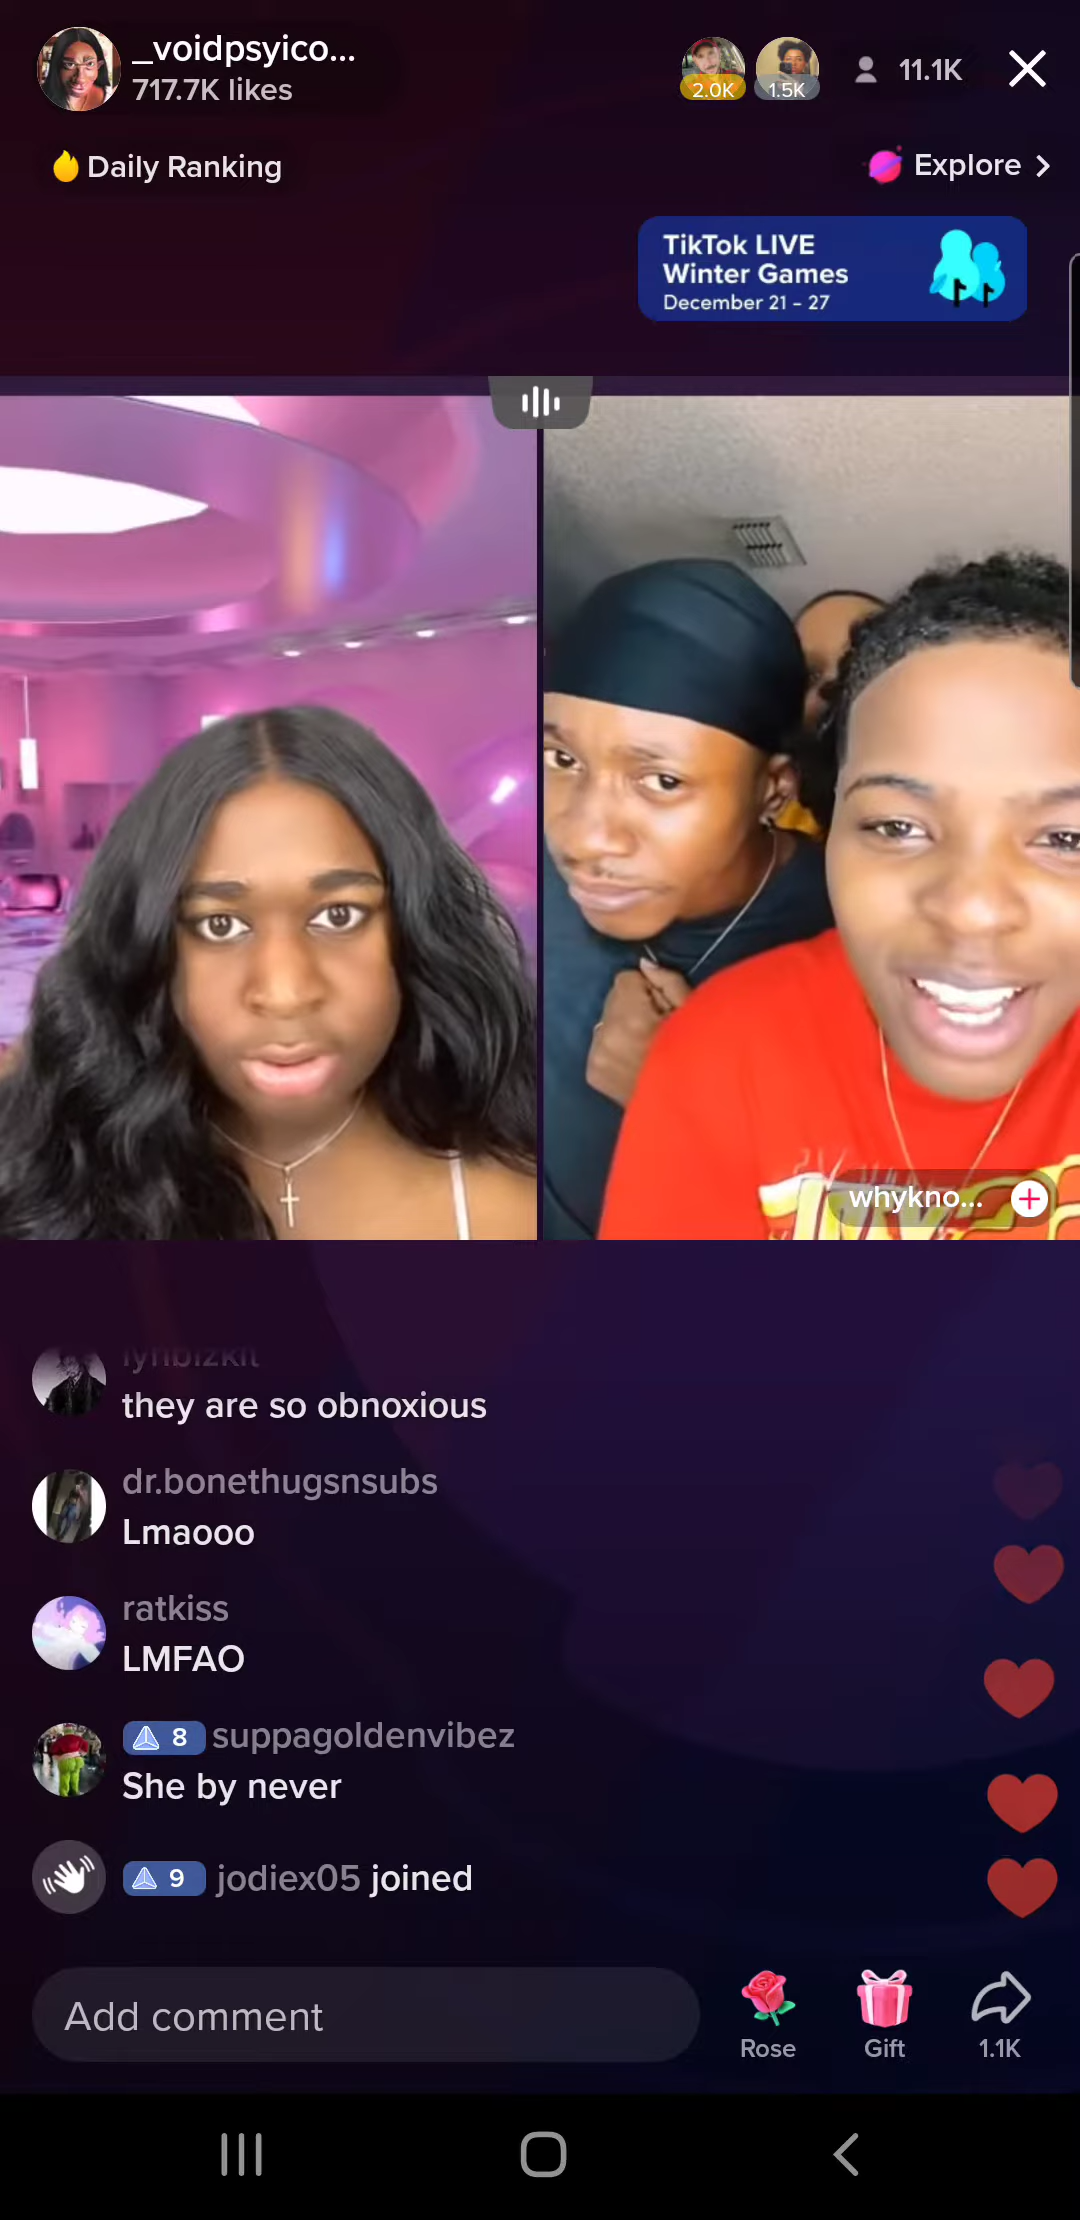 _voidpsyico...
717.7K likes
2.0K
1.5K
11.1K
Daily Ranking
Explore
TikTok LIVE
Winter Games
December 21 – 27
whykno...
lynbizkit
they are so obnoxious
dr.bonethugsnsubs
Lmaooo
ratkiss
LMFAO
8 suppagoldenvibez
She by never
9 jodiex05 joined
Add comment
Rose
Gift
1.1K